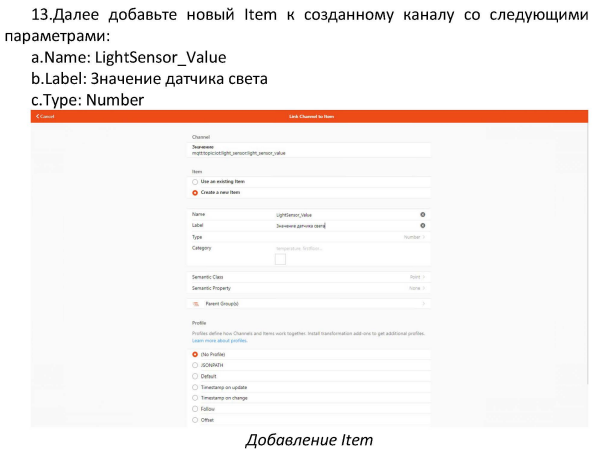 13.Далее добавьте новый Item к созданному каналу со следующими
параметрами:
a.Name: LightSensor_Value
b.Label: Значение датчика света
c.Type: Number
Cancel
Link Channel to Item
Channel
Значение
mqtt:topic:iot:light_sensor:light_sensor_value
Item
Use an existing Item
Create a new Item
Name LightSensor_Value
Label Значение датчика света
Type Number
Category temperature, firstfloor...
Semantic Class Point
Semantic Property None
Parent Group(s)
Profile
Profiles define how Channels and Items work together. Install transformation add-ons to get additional profiles.
Learn more about profiles.
(No Profile)
JSONPATH
Default
Timestamp on update
Timestamp on change
Follow
Offset
Добавление Item